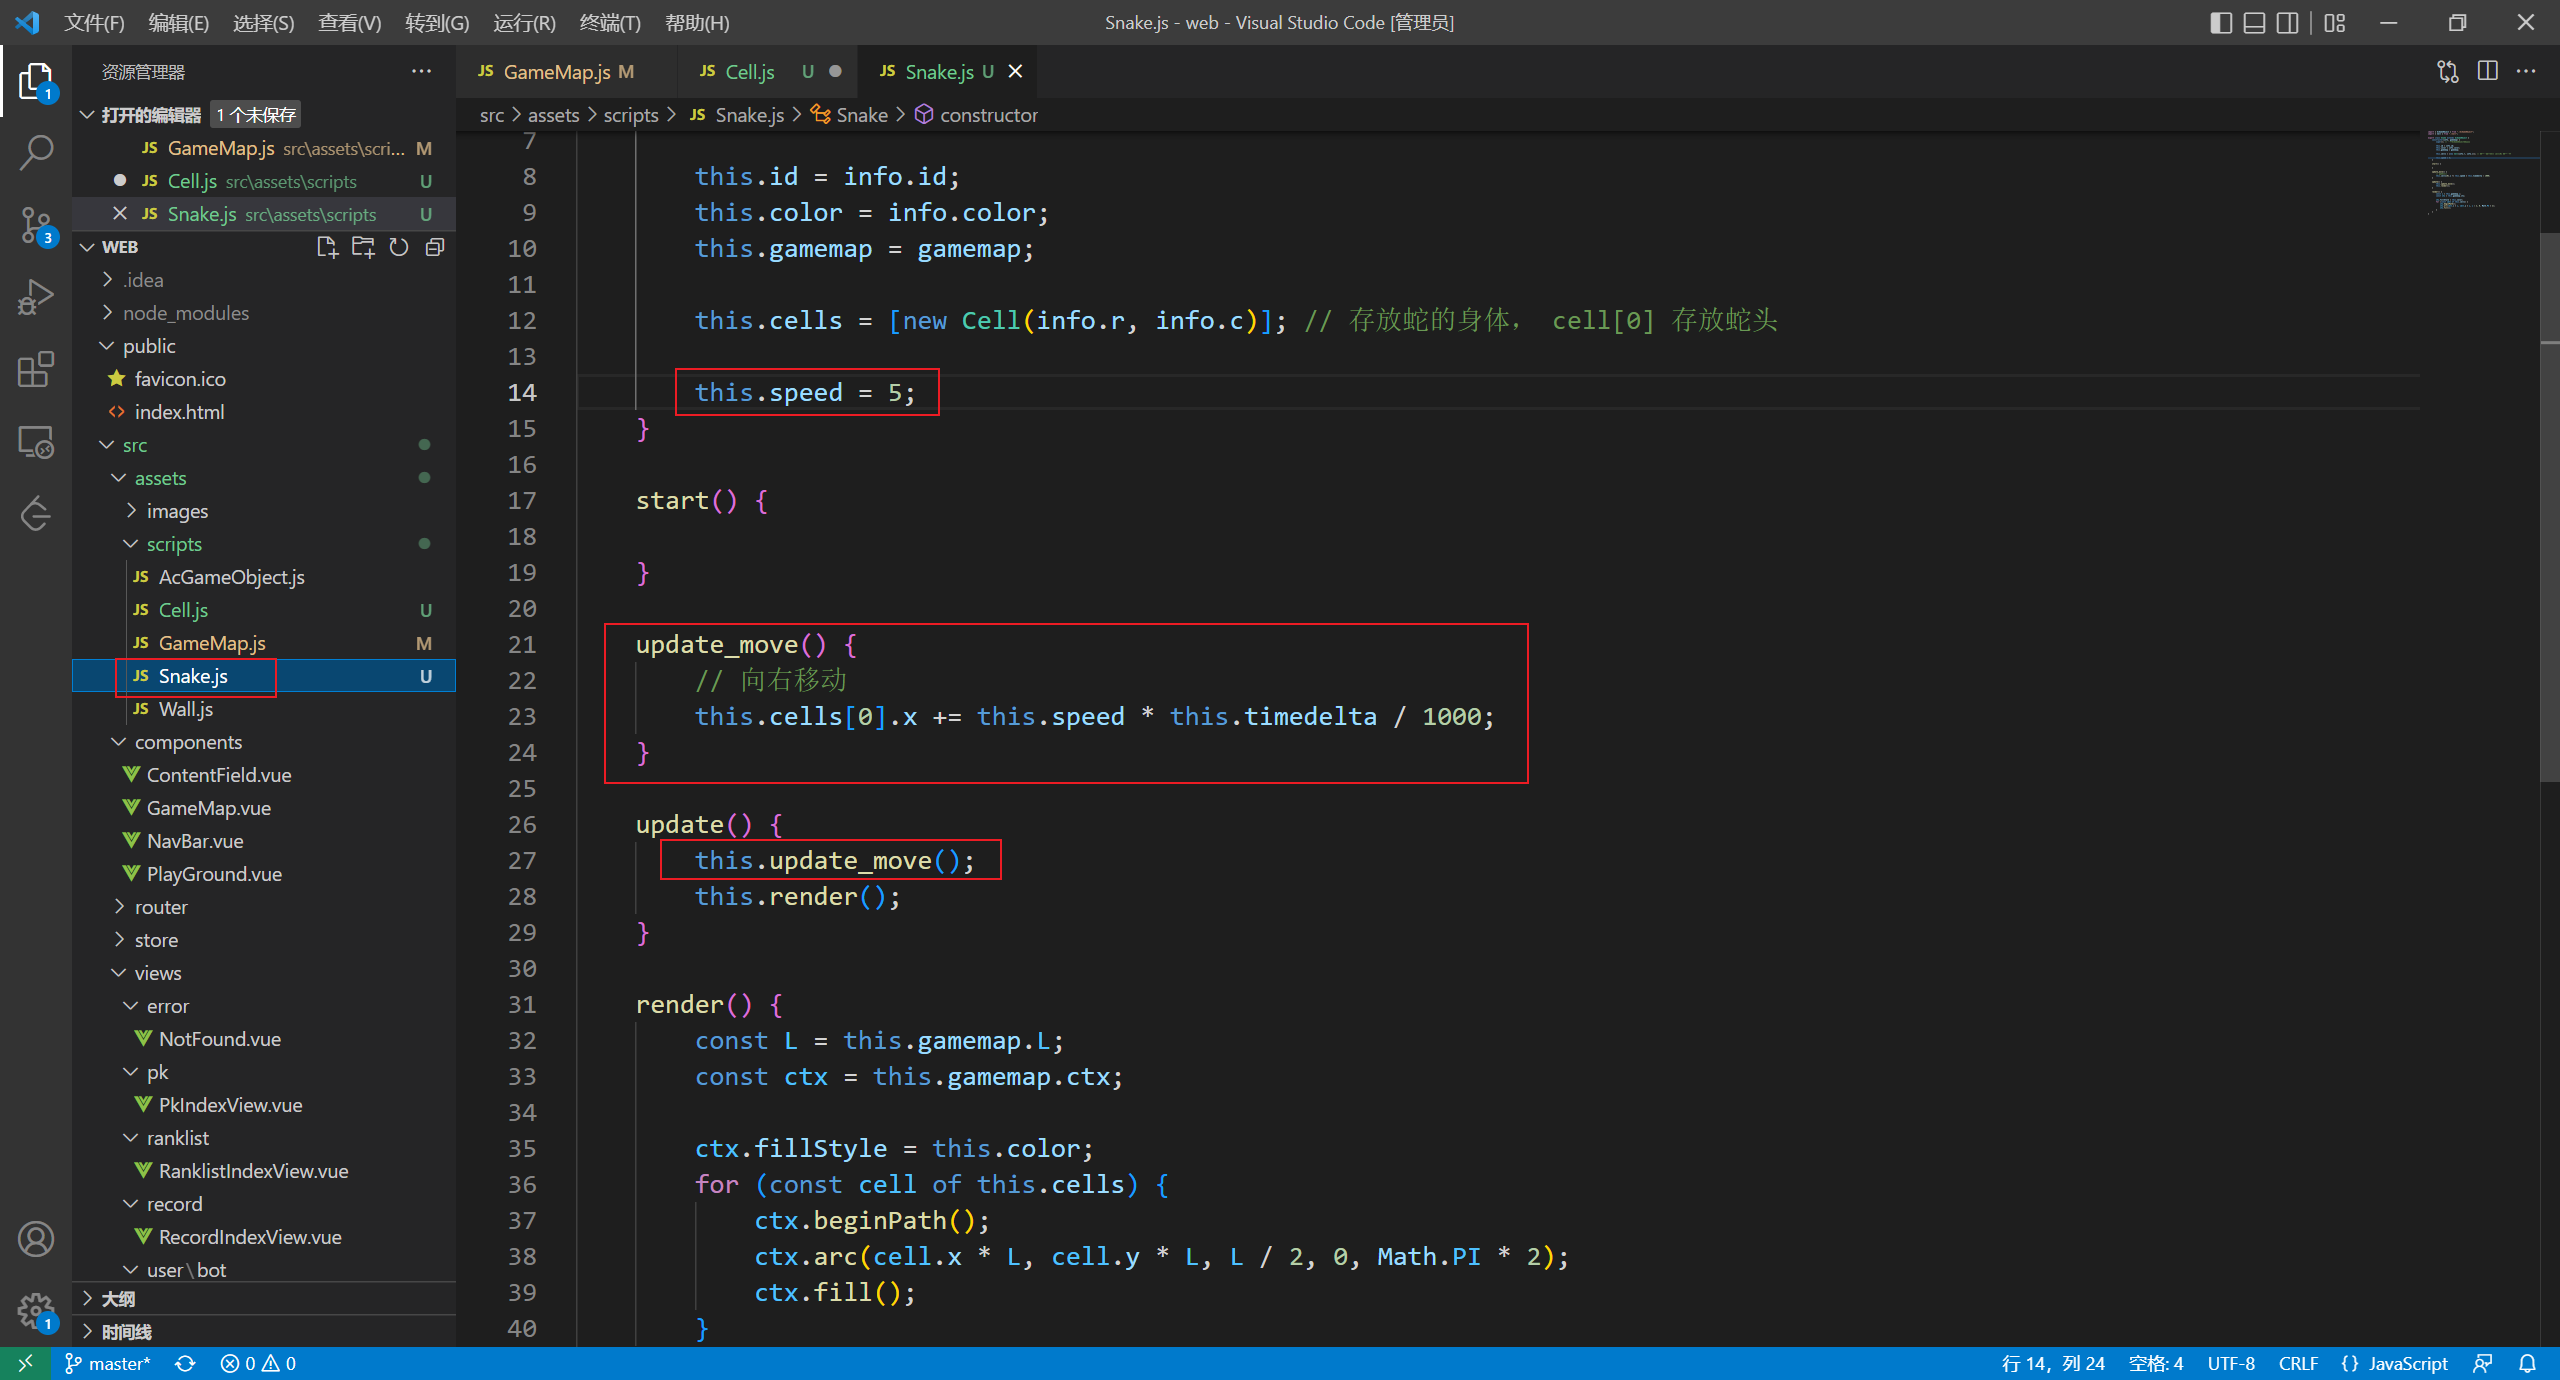 文件(F) 编辑(E) 选择(S) 查看(V) 转到(G) 运行(R) 终端(T) 帮助(H) Snake.js - web - Visual Studio Code [管理员]
资源管理器
打开的编辑器 1 个未保存
JS GameMap.js src\assets\scri... M
JS Cell.js src\assets\scripts U
JS Snake.js src\assets\scripts U
WEB
.idea
node_modules
public
favicon.ico
index.html
src
assets
images
scripts
JS AcGameObject.js
JS Cell.js U
JS GameMap.js M
JS Snake.js U
JS Wall.js
components
ContentField.vue
GameMap.vue
NavBar.vue
PlayGround.vue
router
store
views
error
NotFound.vue
pk
PkIndexView.vue
ranklist
RanklistIndexView.vue
record
RecordIndexView.vue
user\bot
大纲
时间线
1
3
1
JS GameMap.js M JS Cell.js U JS Snake.js U
src > assets > scripts > JS Snake.js > Snake > constructor
7
8 this.id = info.id;
9 this.color = info.color;
10 this.gamemap = gamemap;
11
12 this.cells = [new Cell(info.r, info.c)]; // 存放蛇的身体， cell[0] 存放蛇头
13
14 this.speed = 5;
15 }
16
17 start() {
18
19 }
20
21 update_move() {
22 // 向右移动
23 this.cells[0].x += this.speed * this.timedelta / 1000;
24 }
25
26 update() {
27 this.update_move();
28 this.render();
29 }
30
31 render() {
32 const L = this.gamemap.L;
33 const ctx = this.gamemap.ctx;
34
35 ctx.fillStyle = this.color;
36 for (const cell of this.cells) {
37 ctx.beginPath();
38 ctx.arc(cell.x * L, cell.y * L, L / 2, 0, Math.PI * 2);
39 ctx.fill();
40 }
master* 0 0 行 14，列 24 空格: 4 UTF-8 CRLF {} JavaScript